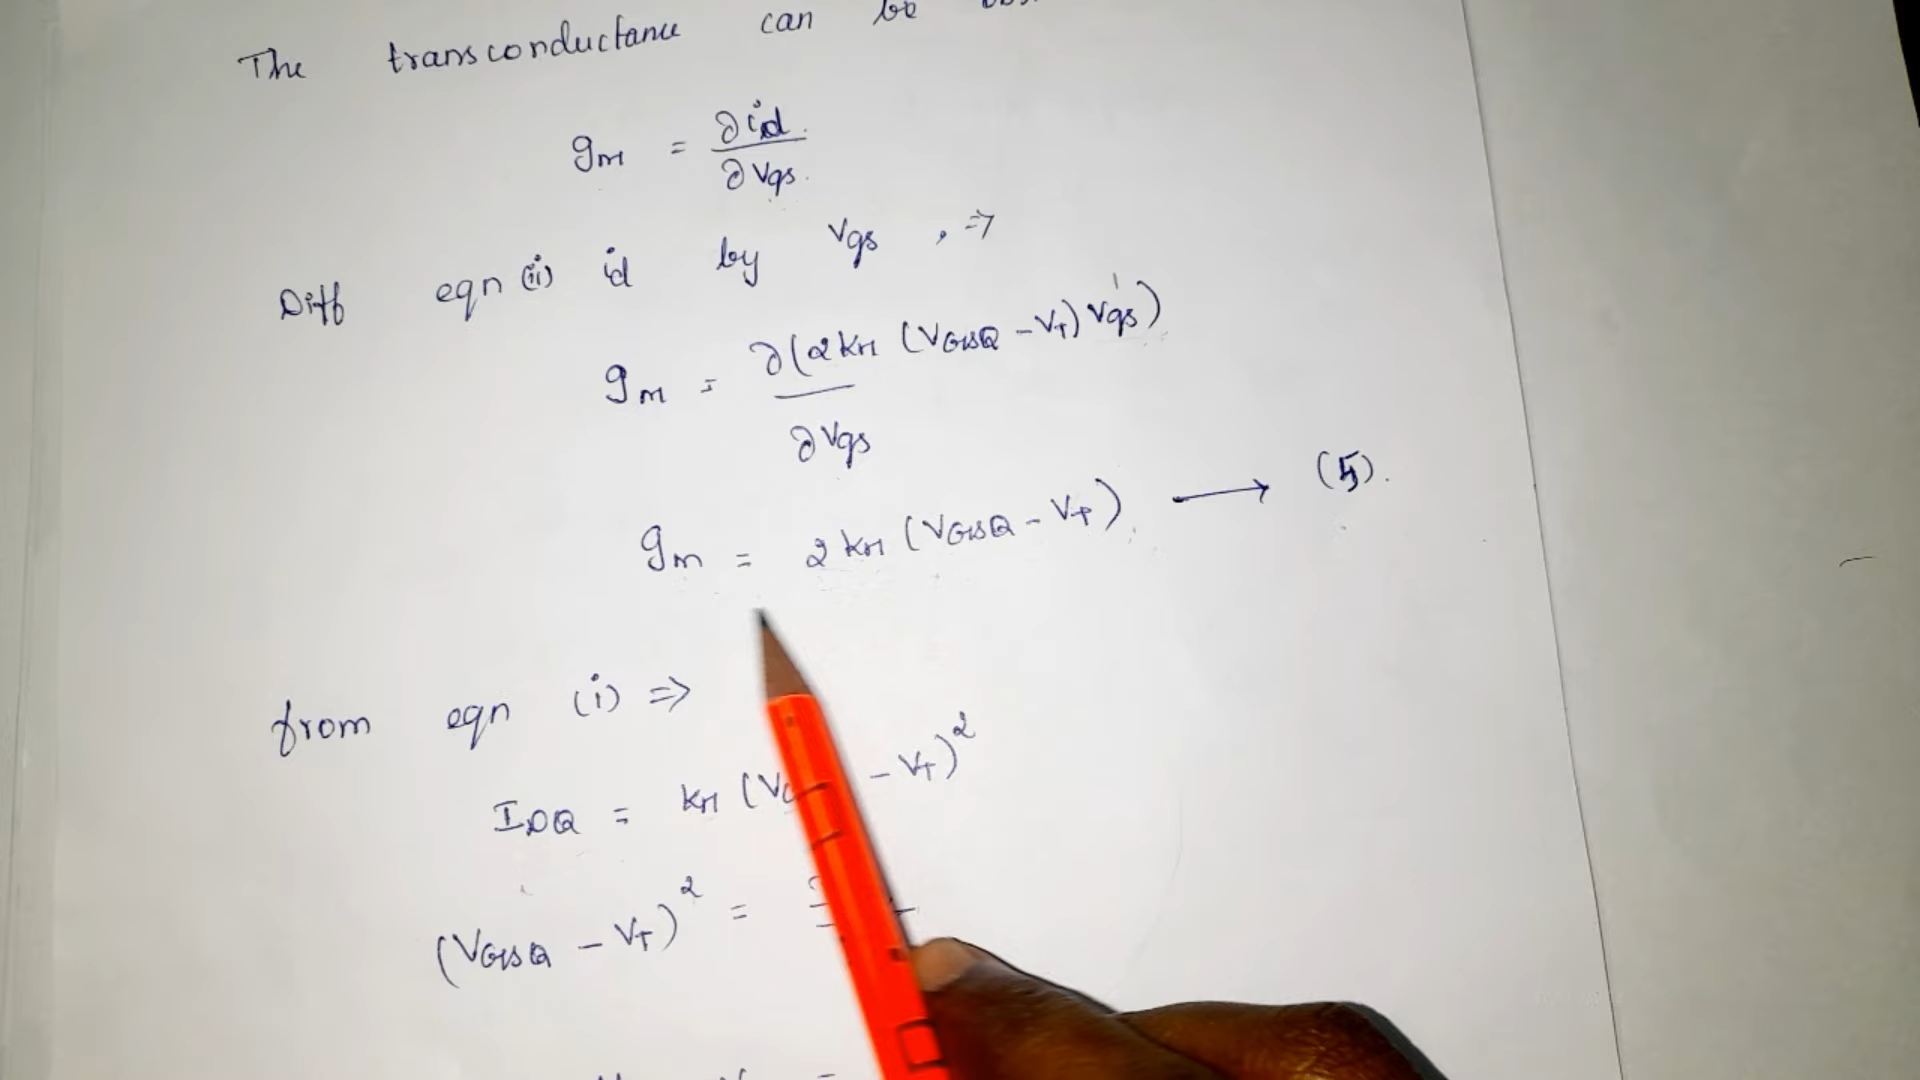 The transconductance can be
gm = ∂id / ∂vgs
Diff eqn (ii) id by vgs , ⇒
gm = ∂(2kn (VGSQ - VT) vgs) / ∂vgs
gm = 2kn (VGSQ - VT) ⟶ (5).
from eqn (i) ⇒
IDQ = kn ( - VT)²
(VGSQ - VT)² =